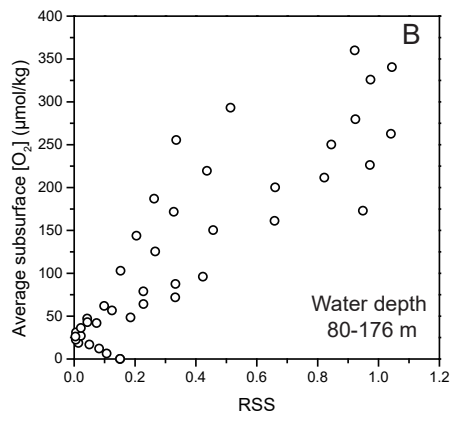 B
400
350
300
250
200
150
100
50
0
Average subsurface [O₂] (μmol/kg)
Water depth
80-176 m
0.0 0.2 0.4 0.6 0.8 1.0 1.2
RSS